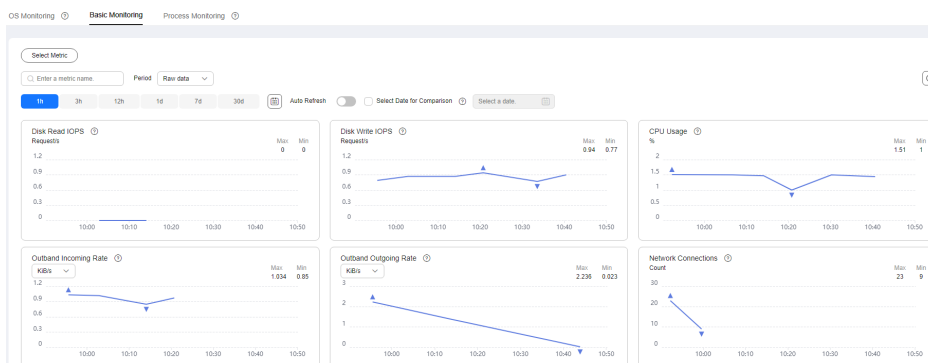 OS Monitoring ? Basic Monitoring Process Monitoring ?
Select Metric
Enter a metric name. Period Raw data
1h 3h 12h 1d 7d 30d Auto Refresh Select Date for Comparison ? Select a date.
Disk Read IOPS ?
Request/s Max Min
0 0
1.2
0.9
0.6
0.3
0
10:00 10:10 10:20 10:30 10:40 10:50
Disk Write IOPS ?
Request/s Max Min
0.94 0.77
1.2
0.9
0.6
0.3
0
10:00 10:10 10:20 10:30 10:40 10:50
CPU Usage ?
% Max Min
1.51 1
2
1.5
1
0.5
0
10:00 10:10 10:20 10:30 10:40 10:50
Outband Incoming Rate ?
KiB/s Max Min
1.034 0.85
1.2
0.9
0.6
0.3
0
10:00 10:10 10:20 10:30 10:40 10:50
Outband Outgoing Rate ?
KiB/s Max Min
2.236 0.023
3
2
1
0
10:00 10:10 10:20 10:30 10:40 10:50
Network Connections ?
Count Max Min
23 9
30
20
10
0
10:00 10:10 10:20 10:30 10:40 10:50